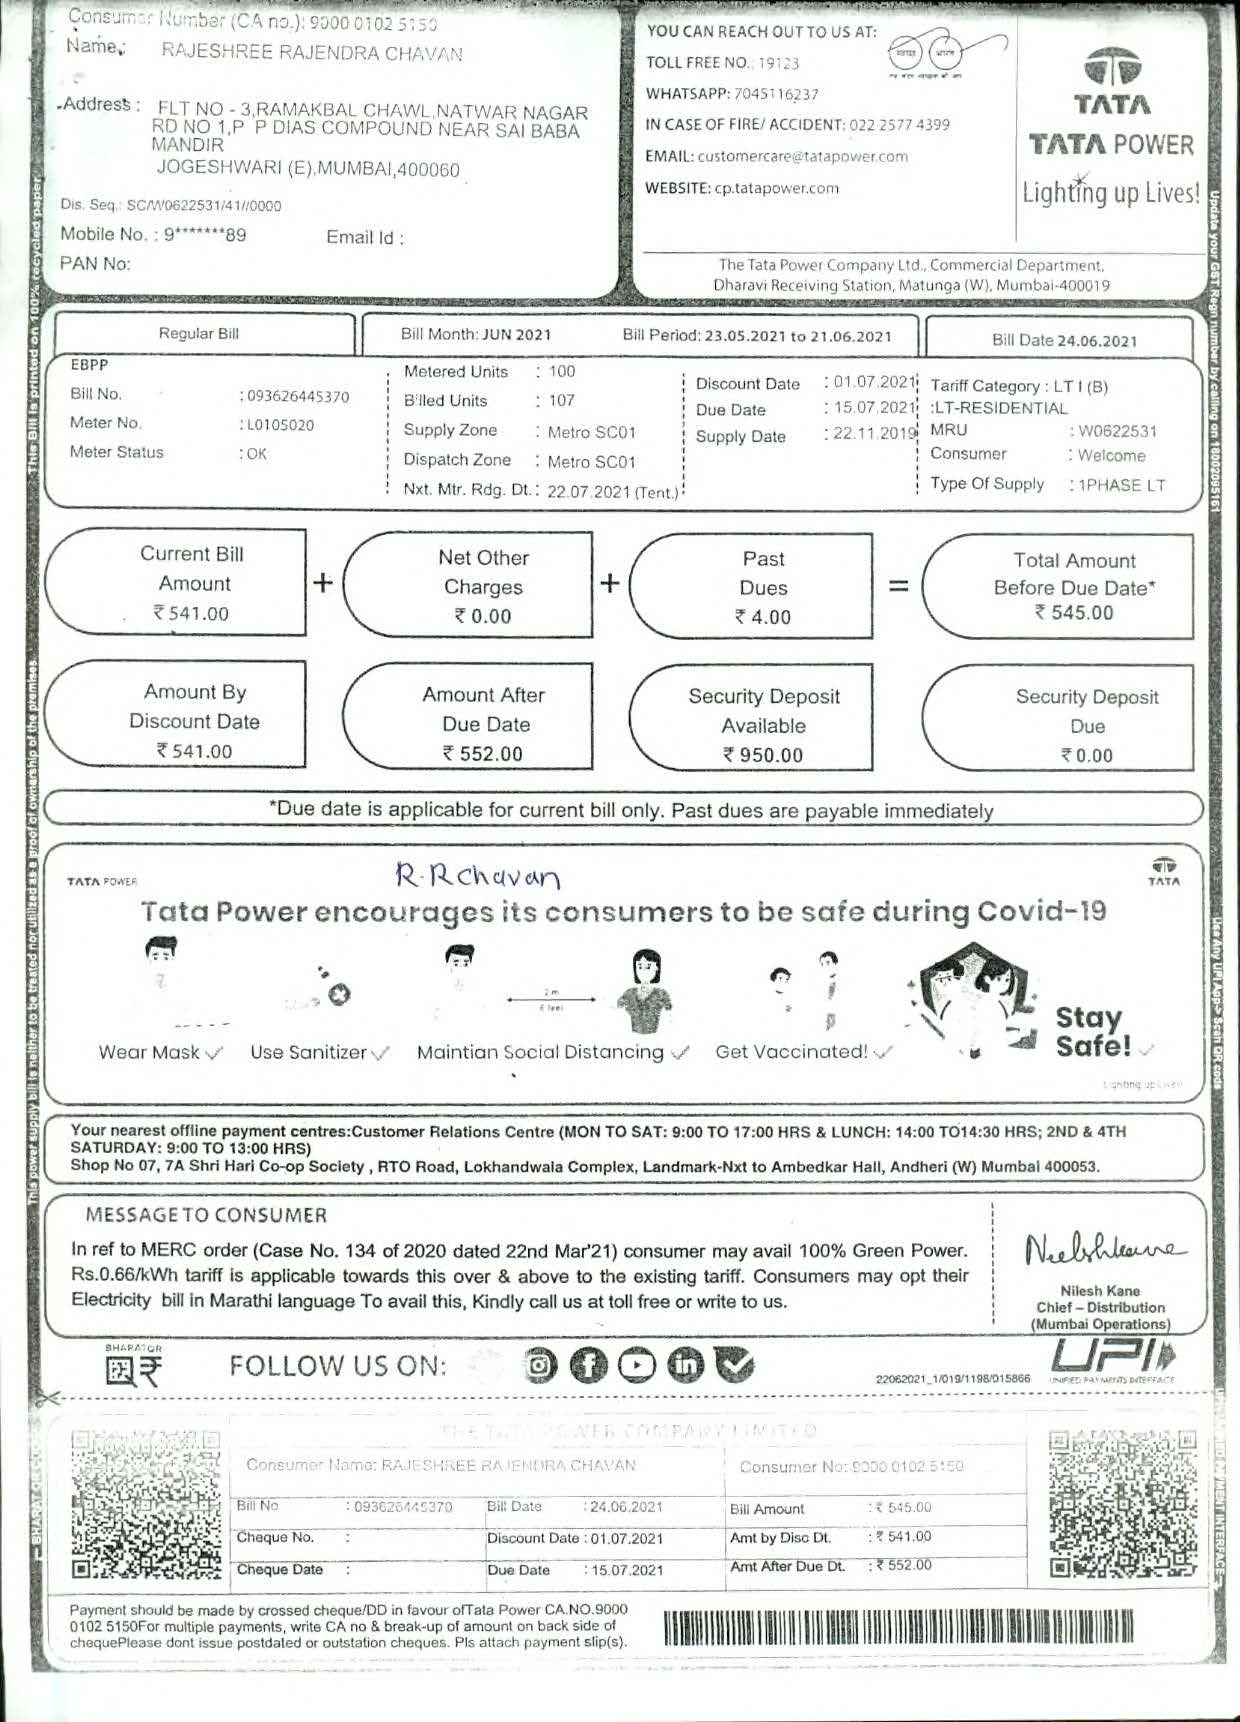 Consumer Number (CA no.): 9000 0102 5150
Name: RAJESHREE RAJENDRA CHAVAN
Address : FLT NO - 3,RAMAKBAL CHAWL,NATWAR NAGAR
RD NO 1,P P DIAS COMPOUND NEAR SAI BABA
MANDIR
JOGESHWARI (E),MUMBAI,400060
Dis. Seq.: SC/W0622531/41//0000
Mobile No. : 9*******89 Email Id :
PAN No:
YOU CAN REACH OUT TO US AT:
TOLL FREE NO.: 19123
WHATSAPP: 7045116237
IN CASE OF FIRE/ ACCIDENT: 022 2577 4399
EMAIL: customercare@tatapower.com
WEBSITE: cp.tatapower.com
TATA
TATA POWER
Lighting up Lives!
The Tata Power Company Ltd., Commercial Department,
Dharavi Receiving Station, Matunga (W), Mumbai-400019
This Bill is printed on 100% recycled paper.
This power supply bill is neither to be treated nor utilized as a proof of ownership of the premises.
Update your GST Regn number by calling on 18002095161
Use Any UPI App-> Scan QR code
Regular Bill
Bill Month: JUN 2021 Bill Period: 23.05.2021 to 21.06.2021
Bill Date 24.06.2021
EBPP
Bill No. : 093626445370
Meter No. : L0105020
Meter Status : OK
Metered Units : 100
Billed Units : 107
Supply Zone : Metro SC01
Dispatch Zone : Metro SC01
Nxt. Mtr. Rdg. Dt. : 22.07.2021 (Tent.)
Discount Date : 01.07.2021
Due Date : 15.07.2021
Supply Date : 22.11.2019
Tariff Category : LT I (B)
:LT-RESIDENTIAL
MRU : W0622531
Consumer : Welcome
Type Of Supply : 1PHASE LT
Current Bill
Amount
₹ 541.00
+
Net Other
Charges
₹ 0.00
+
Past
Dues
₹ 4.00
=
Total Amount
Before Due Date*
₹ 545.00
Amount By
Discount Date
₹ 541.00
Amount After
Due Date
₹ 552.00
Security Deposit
Available
₹ 950.00
Security Deposit
Due
₹ 0.00
*Due date is applicable for current bill only. Past dues are payable immediately
TATA POWER
R.R chavan
TATA
Tata Power encourages its consumers to be safe during Covid-19
2 m
6 feet
Wear Mask Use Sanitizer Maintian Social Distancing Get Vaccinated!
Stay
Safe!
Your nearest offline payment centres:Customer Relations Centre (MON TO SAT: 9:00 TO 17:00 HRS & LUNCH: 14:00 TO14:30 HRS; 2ND & 4TH
SATURDAY: 9:00 TO 13:00 HRS)
Shop No 07, 7A Shri Hari Co-op Society , RTO Road, Lokhandwala Complex, Landmark-Nxt to Ambedkar Hall, Andheri (W) Mumbai 400053.
MESSAGE TO CONSUMER
In ref to MERC order (Case No. 134 of 2020 dated 22nd Mar'21) consumer may avail 100% Green Power.
Rs.0.66/kWh tariff is applicable towards this over & above to the existing tariff. Consumers may opt their
Electricity bill in Marathi language To avail this, Kindly call us at toll free or write to us.
Nilesh Kane
Chief – Distribution
(Mumbai Operations)
BHARAT QR
FOLLOW US ON:
22062021_1/019/1198/015866
UPI
UNIFIED PAYMENTS INTERFACE
THE TATA POWER COMPANY LIMITED
Consumer Name: RAJESHREE RAJENDRA CHAVAN Consumer No: 9000 0102 5150
Bill No : 093626445370 Bill Date : 24.06.2021 Bill Amount : ₹ 545.00
Cheque No. : Discount Date : 01.07.2021 Amt by Disc Dt. : ₹ 541.00
Cheque Date : Due Date : 15.07.2021 Amt After Due Dt. : ₹ 552.00
Payment should be made by crossed cheque/DD in favour ofTata Power CA.NO.9000
0102 5150For multiple payments, write CA no & break-up of amount on back side of
chequePlease dont issue postdated or outstation cheques. Pls attach payment slip(s).